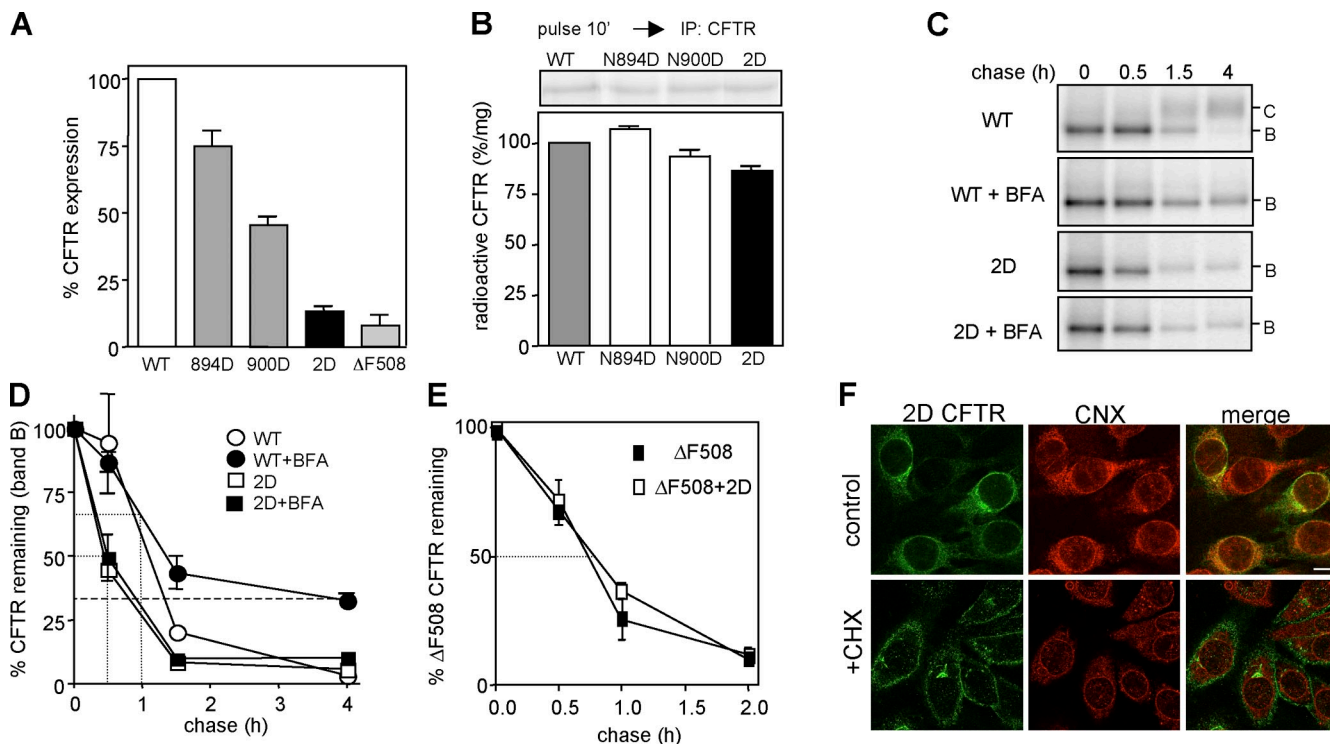 A
% CFTR expression
100
75
50
25
0
WT 894D 900D 2D ΔF508
B
pulse 10' → IP: CFTR
WT N894D N900D 2D
radioactive CFTR (%/mg)
100
75
50
25
0
WT N894D N900D 2D
C
chase (h) 0 0.5 1.5 4
WT
C
B
WT + BFA
B
2D
B
2D + BFA
B
D
% CFTR remaining (band B)
100
75
50
25
0
WT
WT+BFA
2D
2D+BFA
0 1 2 3 4
chase (h)
E
% ΔF508 CFTR remaining
100
50
0
ΔF508
ΔF508+2D
0.0 0.5 1.0 1.5 2.0
chase (h)
F
2D CFTR CNX merge
control
+CHX